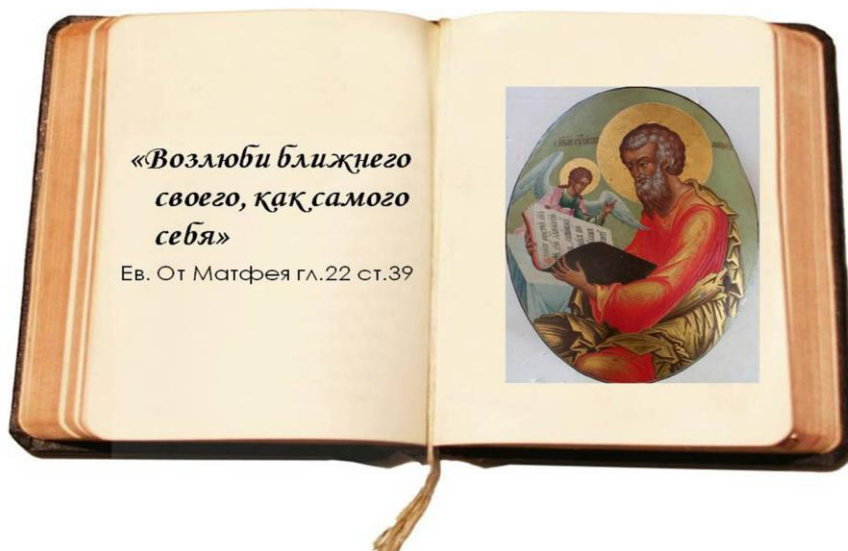 «Возлюби ближнего
своего, как самого
себя»
Ев. От Матфея гл.22 ст.39